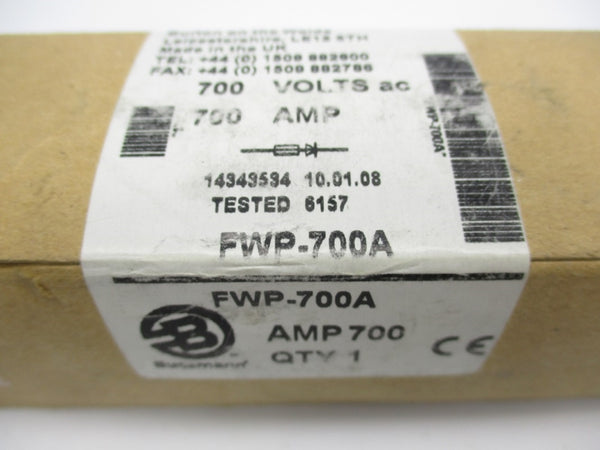 Burton on the Wolds
Leicestershire, LE12 5TH
Made in the UK
TEL: +44 (0) 1509 882600
FAX: +44 (0) 1509 882786
700 VOLTS ac
700 AMP
FWP-700A
14343534 10.01.08
TESTED 6157
FWP-700A
FWP-700A
AMP 700
QTY 1
Bussmann
CE